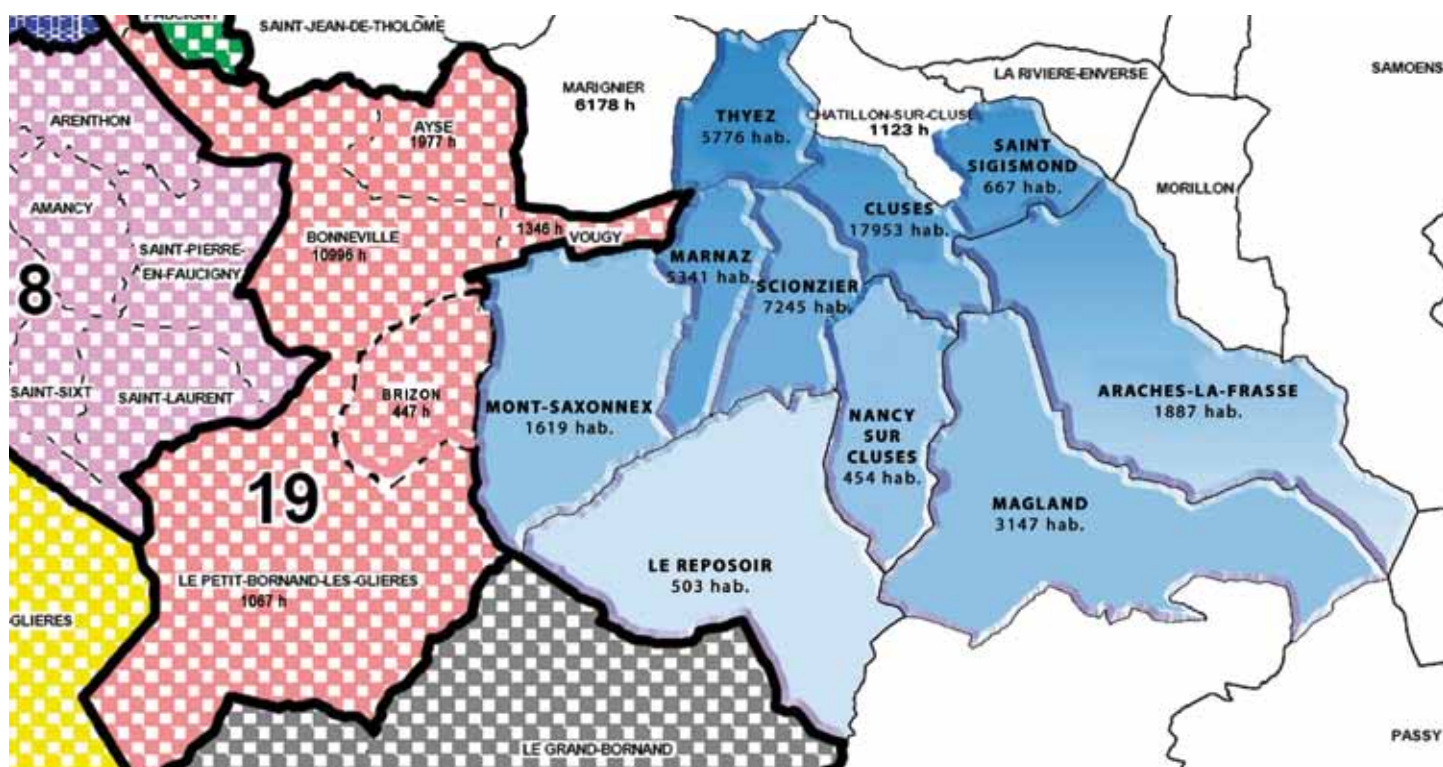 FAUCIGNY
SAINT-JEAN-DE-THOLOME
MARIGNIER
6178 h
LA RIVIERE-ENVERSE
SAMOENS
ARENTHON
AYSE
1977 h
THYEZ
5776 hab.
CHATILLON-SUR-CLUSE
1123 h
SAINT
SIGISMOND
667 hab.
MORILLON
AMANCY
SAINT-PIERRE-
EN-FAUCIGNY
BONNEVILLE
10996 h
1346 h
VOUGY
CLUSES
17953 hab.
MARNAZ
5341 hab.
SCIONZIER
7245 hab.
8
SAINT-SIXT
SAINT-LAURENT
BRIZON
447 h
MONT-SAXONNEX
1619 hab.
NANCY
SUR
CLUSES
454 hab.
ARACHES-LA-FRASSE
1887 hab.
19
MAGLAND
3147 hab.
LE REPOSOIR
503 hab.
LE PETIT-BORNAND-LES-GLIERES
1067 h
-GLIERES
LE GRAND-BORNAND
PASSY